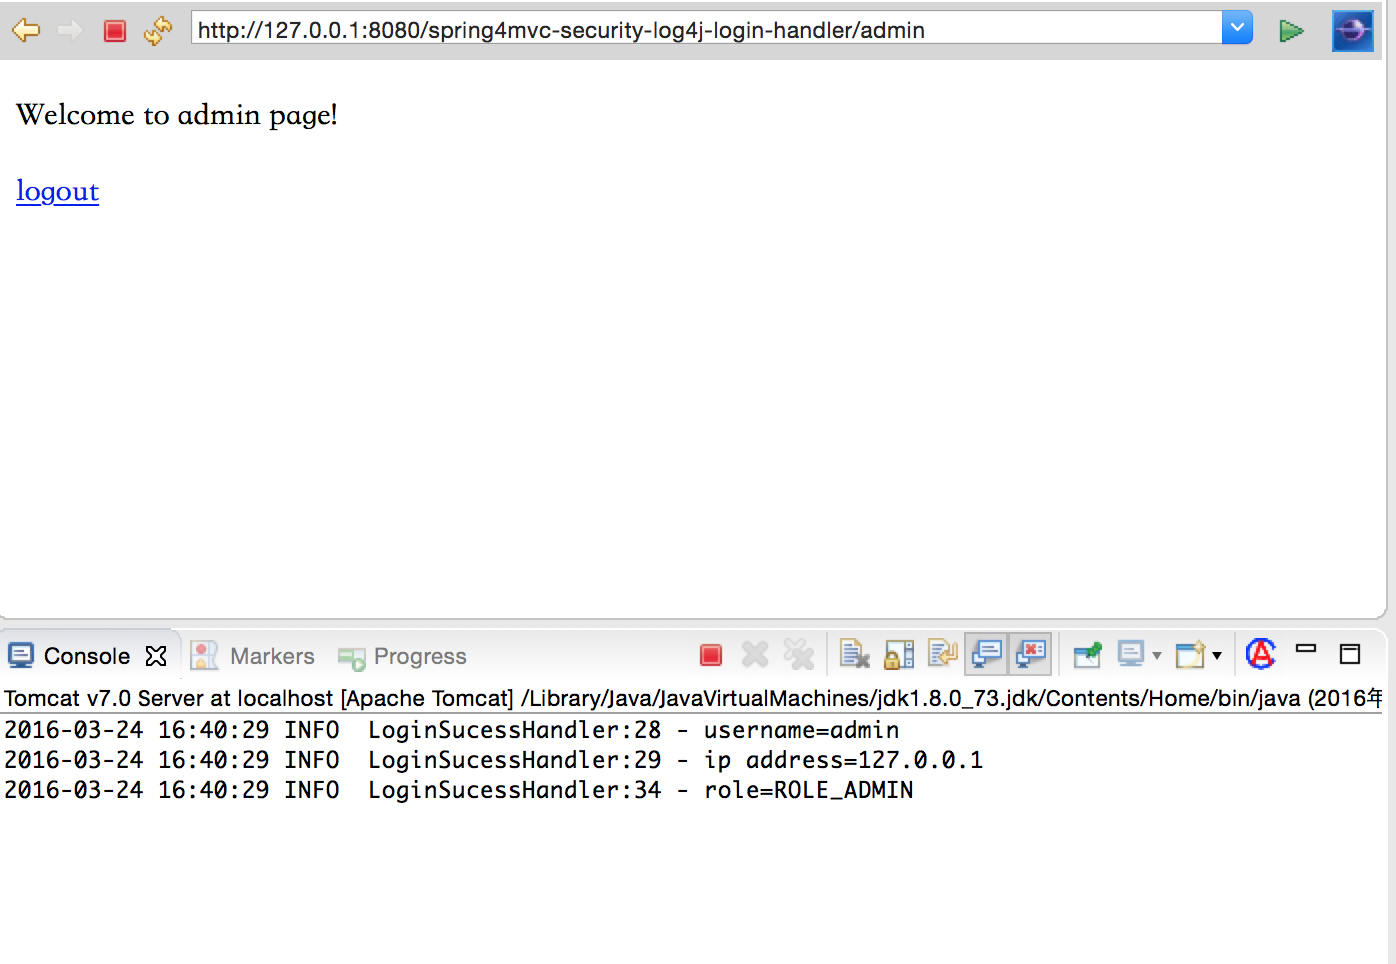 http://127.0.0.1:8080/spring4mvc-security-log4j-login-handler/admin
Welcome to admin page!
logout
Console Markers Progress
Tomcat v7.0 Server at localhost [Apache Tomcat] /Library/Java/JavaVirtualMachines/jdk1.8.0_73.jdk/Contents/Home/bin/java (2016年
2016-03-24 16:40:29 INFO  LoginSucessHandler:28 - username=admin
2016-03-24 16:40:29 INFO  LoginSucessHandler:29 - ip address=127.0.0.1
2016-03-24 16:40:29 INFO  LoginSucessHandler:34 - role=ROLE_ADMIN